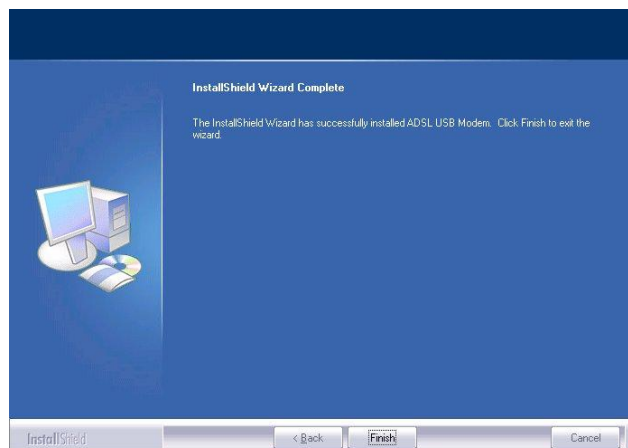 InstallShield Wizard Complete
The InstallShield Wizard has successfully installed ADSL USB Modem. Click Finish to exit the
wizard.
InstallShield
< Back
Finish
Cancel